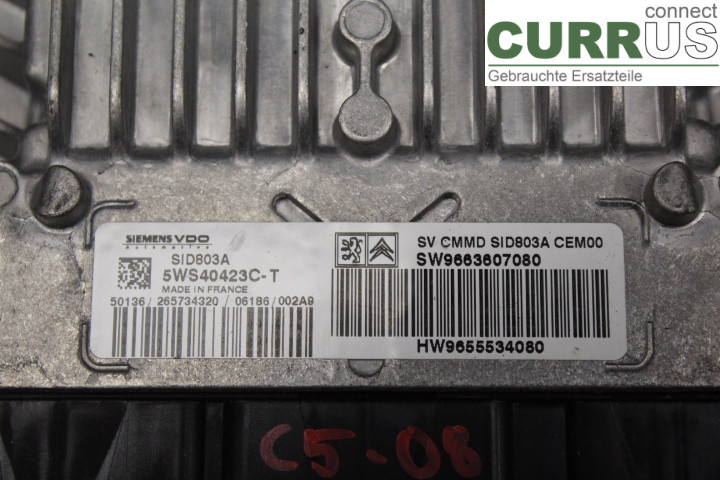 connect
CURRUS
Gebrauchte Ersatzteile
SIEMENS VDO
Automotive
SID803A
5WS40423C-T
MADE IN FRANCE
50136 / 265734320 / 06186 / 002A9
SV CMMD SID803A CEM00
SW9663607080
HW9655534080
C5-08